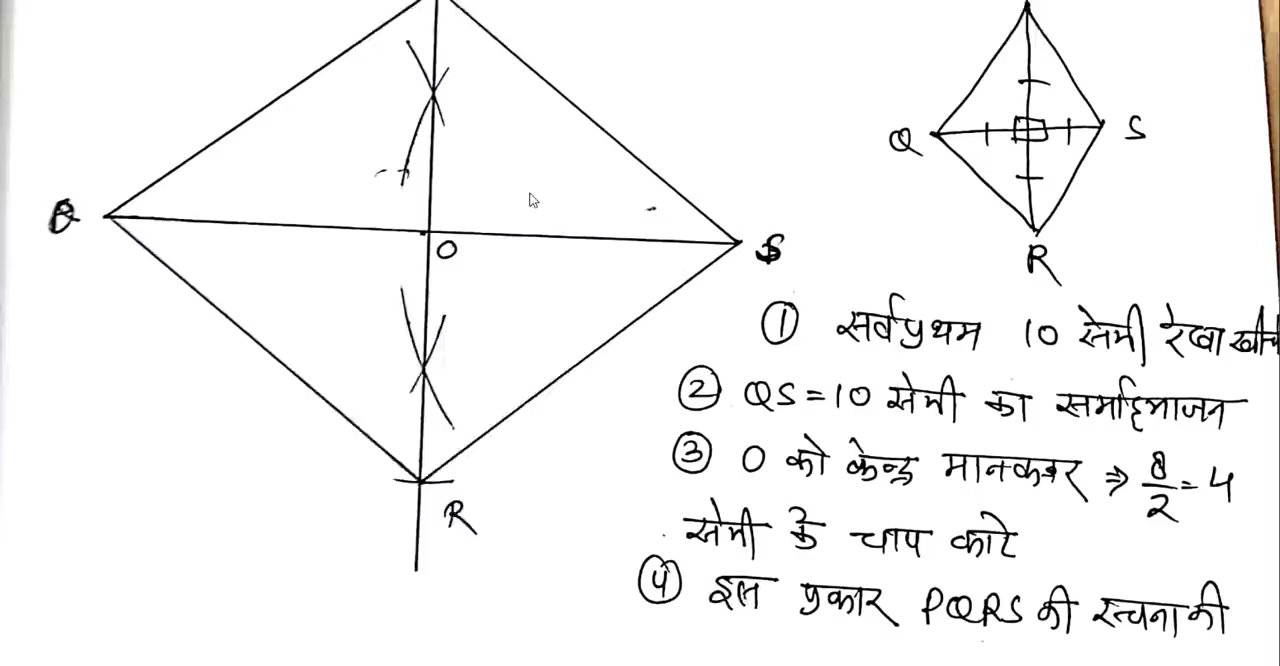 Q
S
O
R
Q
S
R
① सर्वप्रथम 10 सेमी रेखा खींचे
② QS = 10 सेमी का समद्विभाजन
③ O को केन्द्र मानकर ⇒ 8/2 = 4
सेमी के चाप काटे
④ इस प्रकार PQRS की रचना की